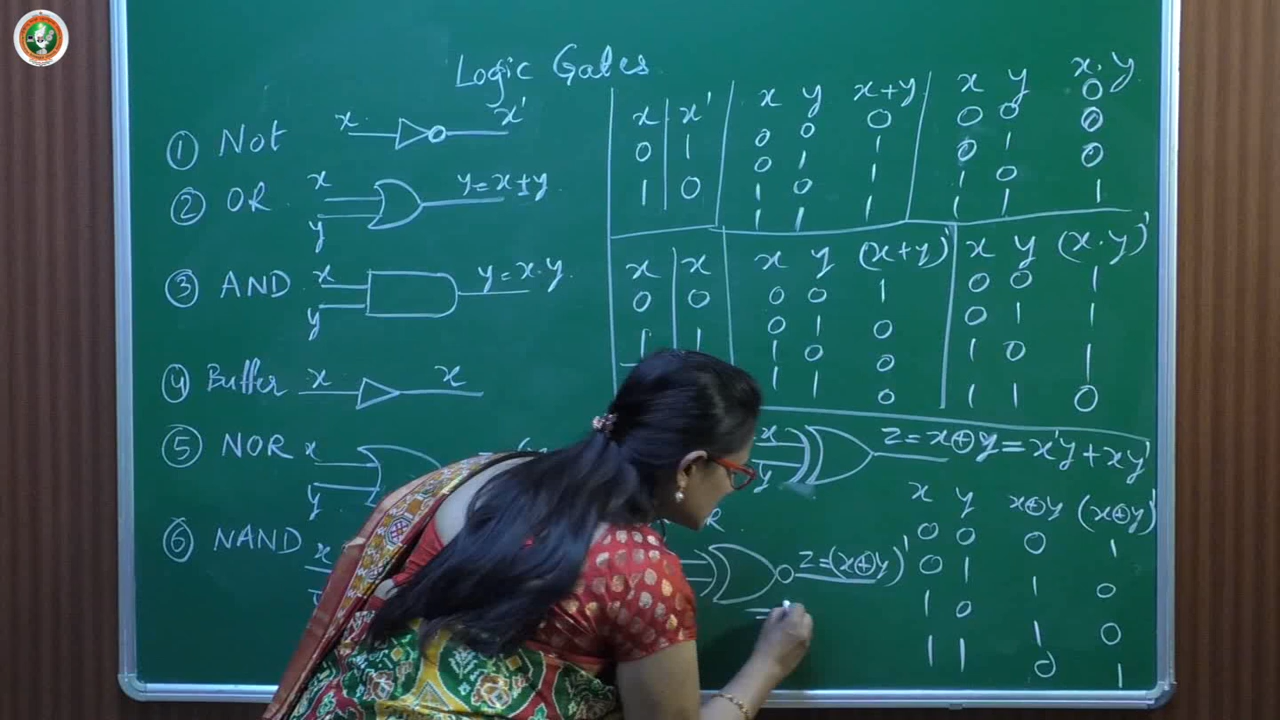 Logic Gates
① Not x x'
② OR x y y = x + y
③ AND x y y = x.y
④ Buffer x x
⑤ NOR x y
⑥ NAND x
x x'
0 1
1 0
x y x+y
0 0 0
0 1 1
1 0 1
1 1 1
x y x.y
0
0 0 0
0 1 0
1 0
1 1 1
x x
0 0
1 1
x y (x+y)'
0 0 1
0 1 0
1 0 0
1 1 0
x y (x.y)'
0 0 1
0 1 1
1 0 1
1 1 0
x y z = x⊕y = x'y + xy'
z = (x⊕y)'
=
x y x⊕y (x⊕y)'
0 0 0 1
0 1 1 0
1 0 1 0
1 1 0 1